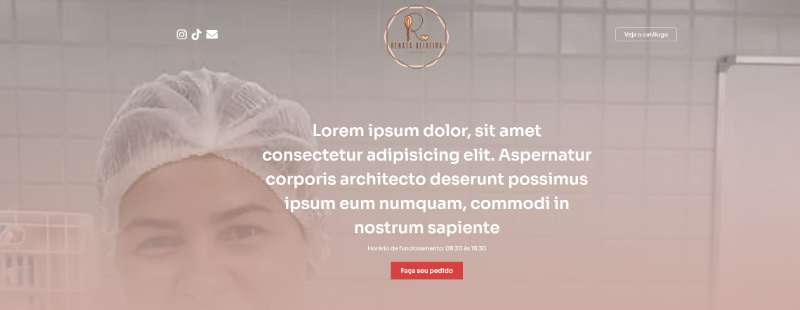 RENATA OLIVEIRA
Veja o catálogo
Lorem ipsum dolor, sit amet
consectetur adipisicing elit. Aspernatur
corporis architecto deserunt possimus
ipsum eum numquam, commodi in
nostrum sapiente
Horário de funcionamento: 08:30 ás 18:30
Faça seu pedido